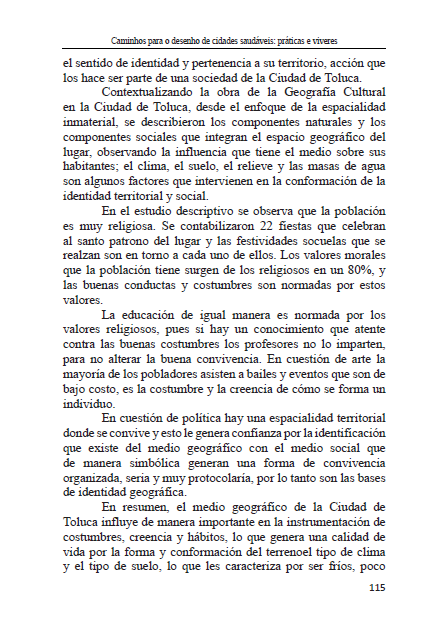 Caminhos para o desenho de cidades saudáveis: práticas e viveres
el sentido de identidad y pertenencia a su territorio, acción que
los hace ser parte de una sociedad de la Ciudad de Toluca.
Contextualizando la obra de la Geografía Cultural
en la Ciudad de Toluca, desde el enfoque de la espacialidad
inmaterial, se describieron los componentes naturales y los
componentes sociales que integran el espacio geográfico del
lugar, observando la influencia que tiene el medio sobre sus
habitantes; el clima, el suelo, el relieve y las masas de agua
son algunos factores que intervienen en la conformación de la
identidad territorial y social.
En el estudio descriptivo se observa que la población
es muy religiosa. Se contabilizaron 22 fiestas que celebran
al santo patrono del lugar y las festividades socuelas que se
realzan son en torno a cada uno de ellos. Los valores morales
que la población tiene surgen de los religiosos en un 80%, y
las buenas conductas y costumbres son normadas por estos
valores.
La educación de igual manera es normada por los
valores religiosos, pues si hay un conocimiento que atente
contra las buenas costumbres los profesores no lo imparten,
para no alterar la buena convivencia. En cuestión de arte la
mayoría de los pobladores asisten a bailes y eventos que son de
bajo costo, es la costumbre y la creencia de cómo se forma un
individuo.
En cuestión de política hay una espacialidad territorial
donde se convive y esto le genera confianza por la identificación
que existe del medio geográfico con el medio social que
de manera simbólica generan una forma de convivencia
organizada, seria y muy protocolaria, por lo tanto son las bases
de identidad geográfica.
En resumen, el medio geográfico de la Ciudad de
Toluca influye de manera importante en la instrumentación de
costumbres, creencia y hábitos, lo que genera una calidad de
vida por la forma y conformación del terrenoel tipo de clima
y el tipo de suelo, lo que les caracteriza por ser fríos, poco
115